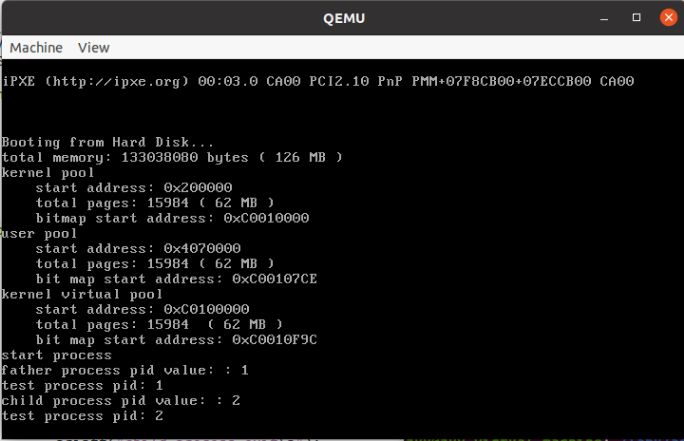 QEMU
Machine View
iPXE (http://ipxe.org) 00:03.0 CA00 PCI2.10 PnP PMM+07F8CB00+07ECCB00 CA00
Booting from Hard Disk...
total memory: 133038080 bytes ( 126 MB )
kernel pool
    start address: 0x200000
    total pages: 15984 ( 62 MB )
    bitmap start address: 0xC0010000
user pool
    start address: 0x4070000
    total pages: 15984 ( 62 MB )
    bit map start address: 0xC00107CE
kernel virtual pool
    start address: 0xC0100000
    total pages: 15984  ( 62 MB )
    bit map start address: 0xC0010F9C
start process
father process pid value: : 1
test process pid: 1
child process pid value: : 2
test process pid: 2